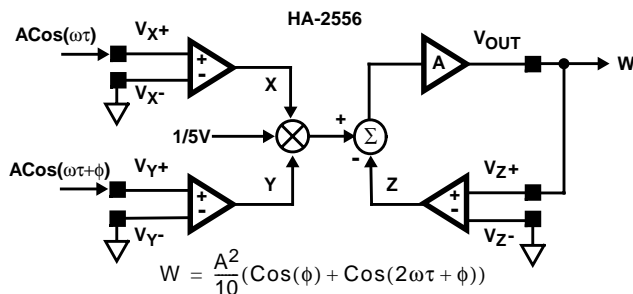 HA-2556
ACos(ωτ)
VX+
VX-
X
1/5V
ACos(ωτ+ϕ)
VY+
VY-
Y
+
-
+
-
+
-
Σ
A
VOUT
W
Z
VZ+
VZ-
+
-
W = A²/10 (Cos(ϕ) + Cos(2ωτ + ϕ))